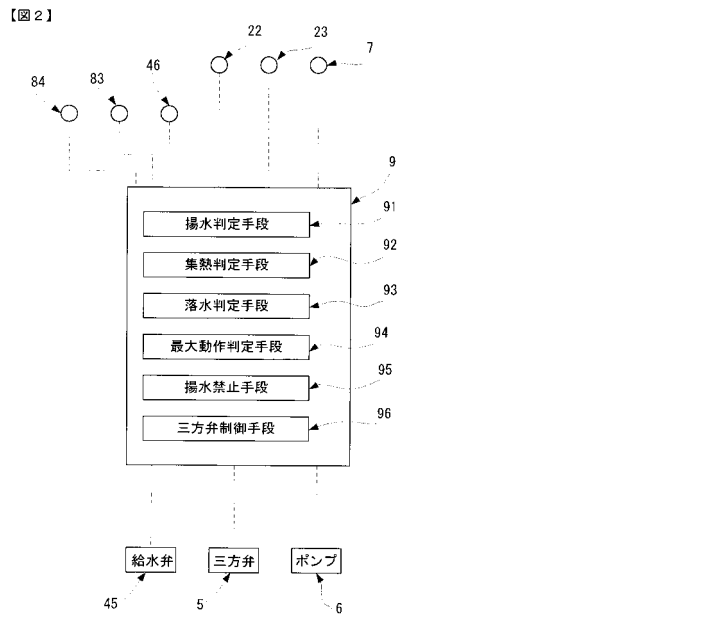 【図2】
22 23 7
84 83 46
9
揚水判定手段 91
集熱判定手段 92
落水判定手段 93
最大動作判定手段 94
揚水禁止手段 95
三方弁制御手段 96
給水弁 三方弁 ポンプ
45 5 6